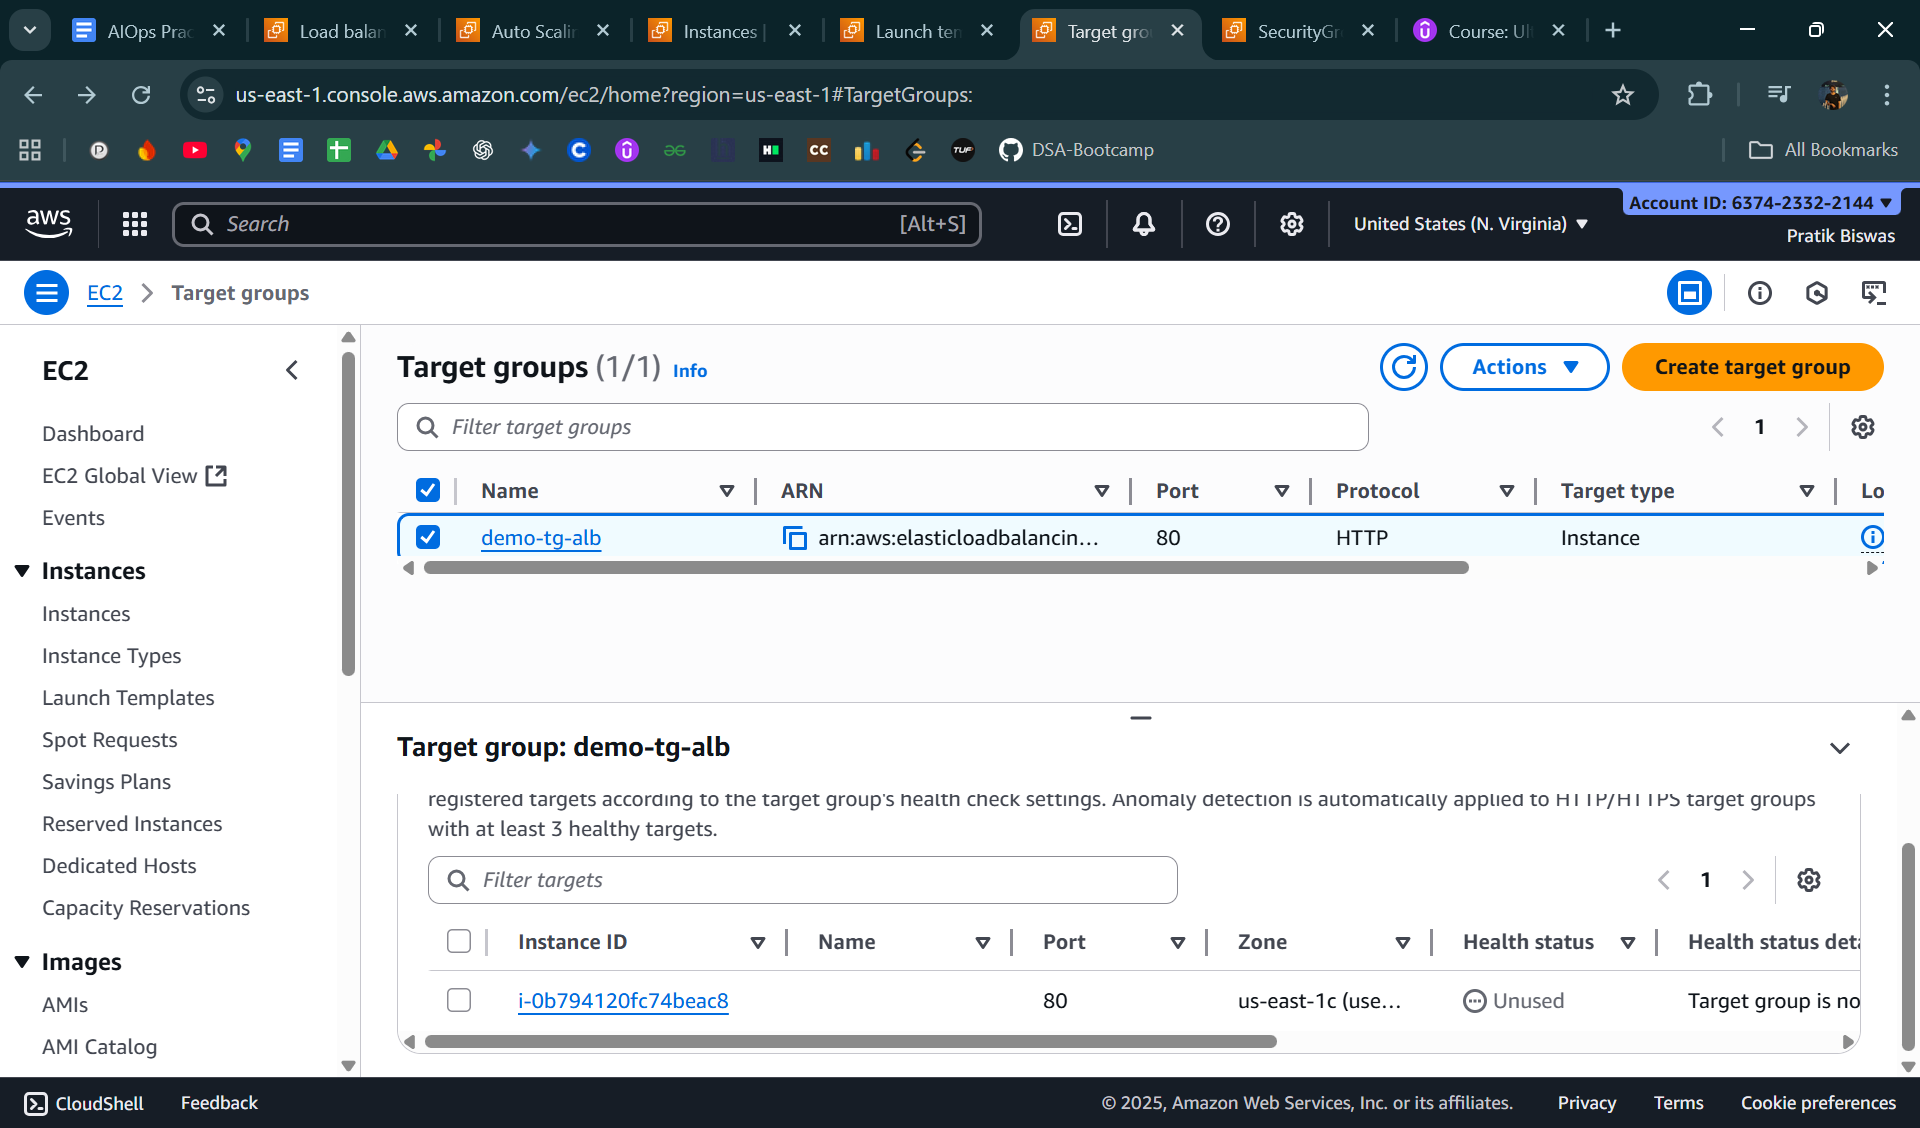 AIOps Prac
Load balan
Auto Scalin
Instances |
Launch tem
Target gro
SecurityGr
Course: Ult
us-east-1.console.aws.amazon.com/ec2/home?region=us-east-1#TargetGroups:
DSA-Bootcamp
All Bookmarks
aws
Search
[Alt+S]
United States (N. Virginia)
Account ID: 6374-2332-2144
Pratik Biswas
EC2
Target groups
EC2
Dashboard
EC2 Global View
Events
Instances
Instances
Instance Types
Launch Templates
Spot Requests
Savings Plans
Reserved Instances
Dedicated Hosts
Capacity Reservations
Images
AMIs
AMI Catalog
Target groups (1/1) Info
Actions
Create target group
Filter target groups
1
Name ARN Port Protocol Target type Lo
demo-tg-alb arn:aws:elasticloadbalancin... 80 HTTP Instance
Target group: demo-tg-alb
registered targets according to the target group's health check settings. Anomaly detection is automatically applied to HTTP/HTTPS target groups
with at least 3 healthy targets.
Filter targets
1
Instance ID Name Port Zone Health status Health status deta
i-0b794120fc74beac8 80 us-east-1c (use... Unused Target group is no
CloudShell Feedback © 2025, Amazon Web Services, Inc. or its affiliates. Privacy Terms Cookie preferences